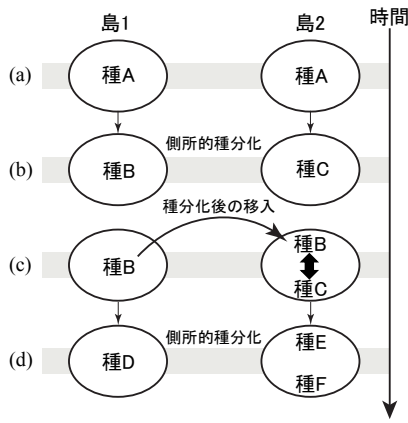 島1 島2 時間
(a) 種A 種A
側所的種分化
(b) 種B 種C
種分化後の移入
(c) 種B 種B
種C
側所的種分化
(d) 種D 種E
種F